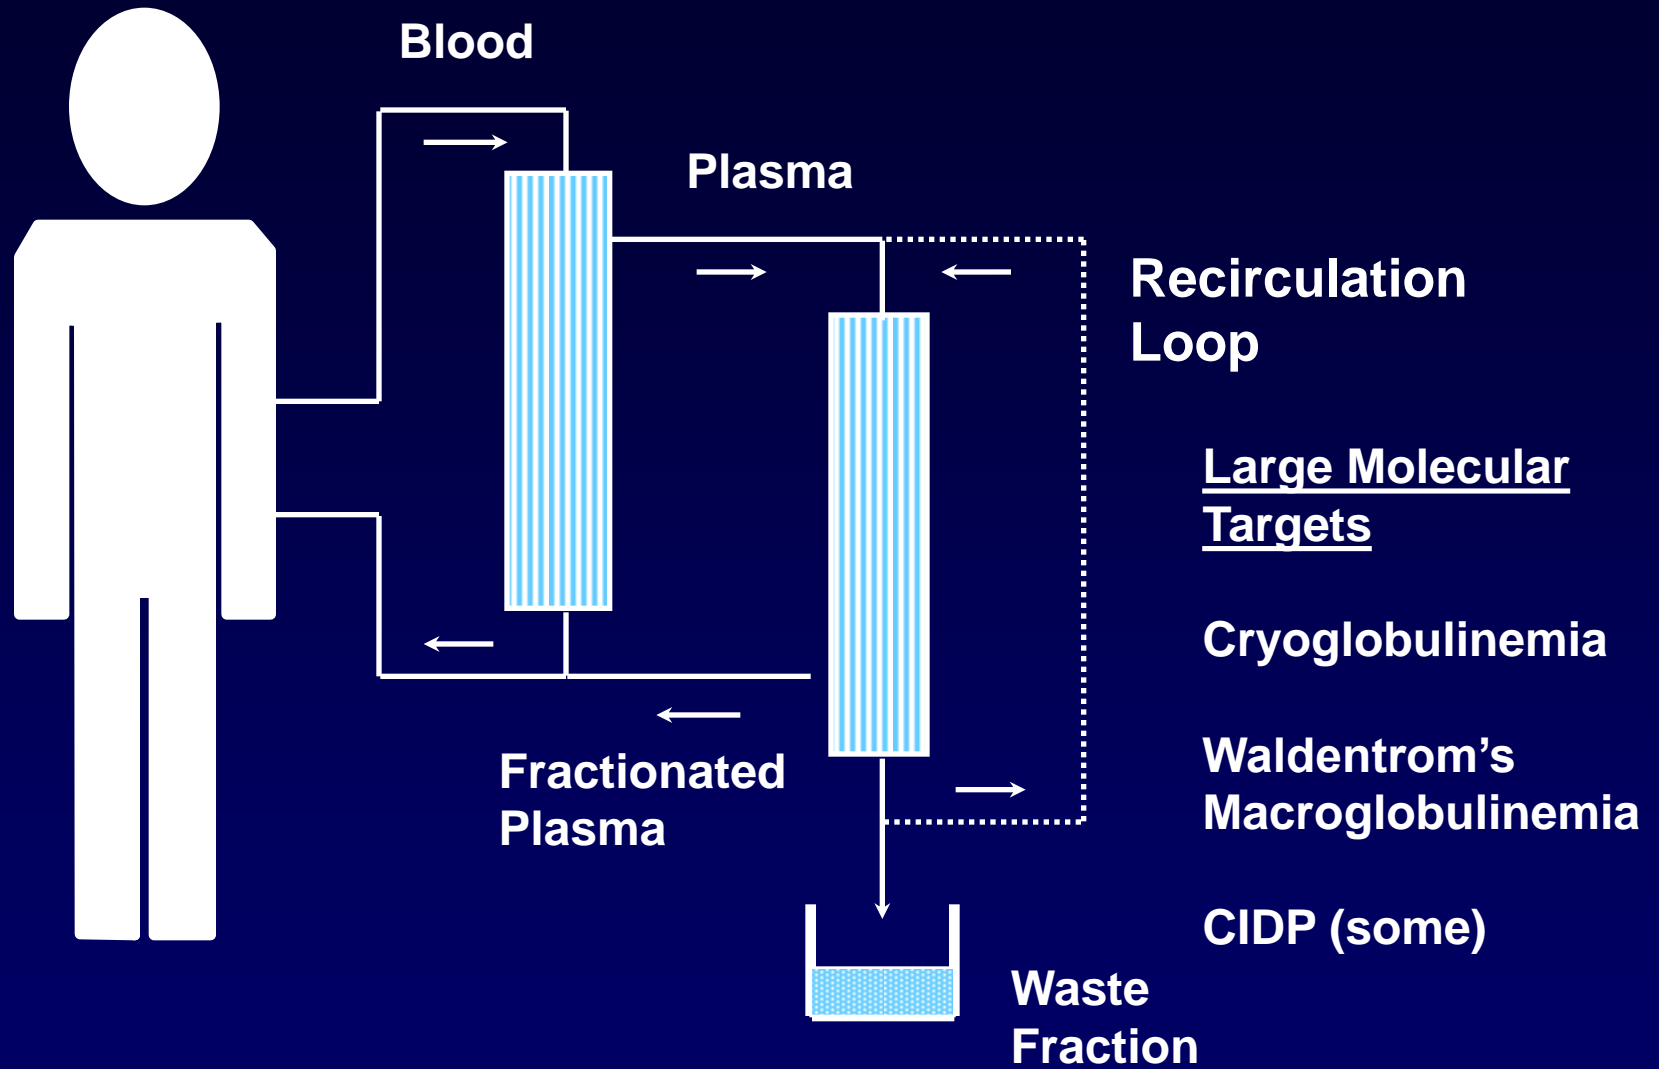 Blood
Plasma
Recirculation
Loop
Large Molecular
Targets
Cryoglobulinemia
Waldentrom’s
Macroglobulinemia
CIDP (some)
Fractionated
Plasma
Waste
Fraction